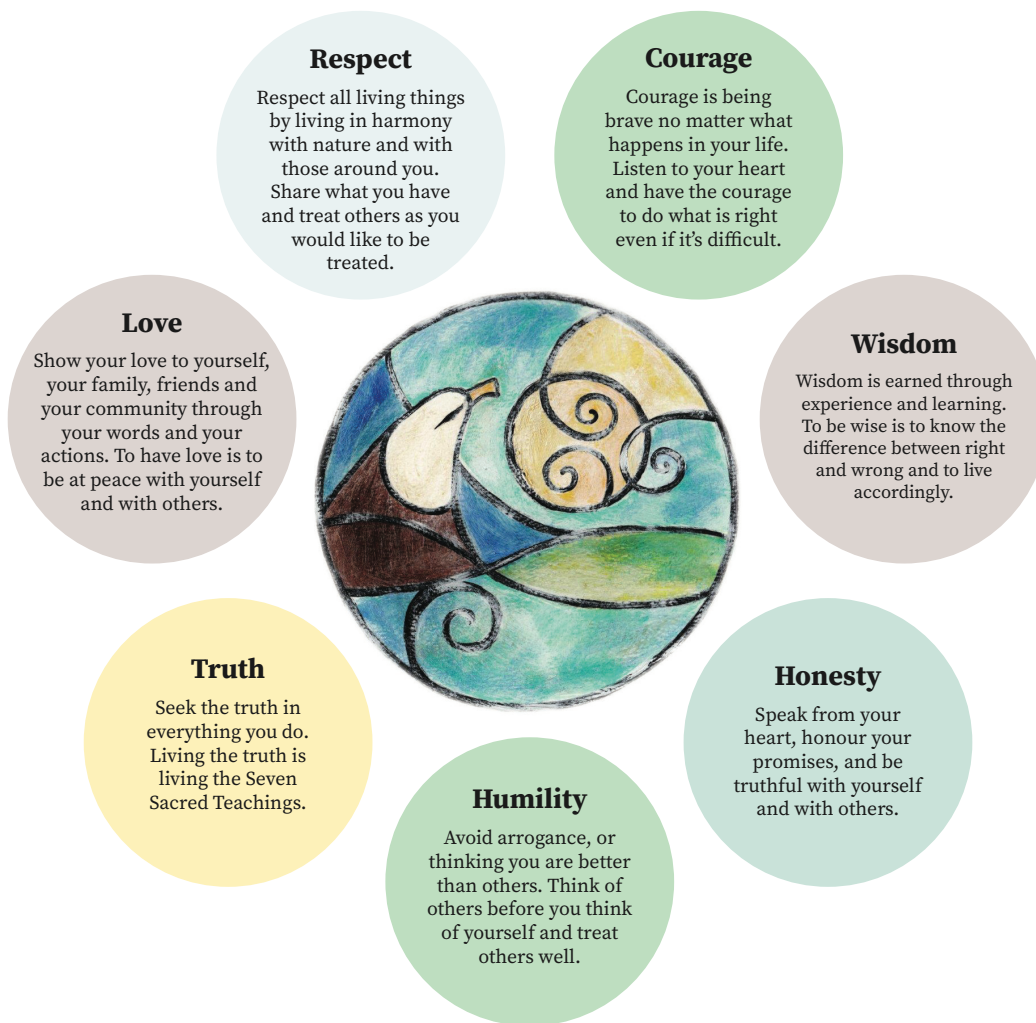 Respect
Respect all living things
by living in harmony
with nature and with
those around you.
Share what you have
and treat others as you
would like to be
treated.
Courage
Courage is being
brave no matter what
happens in your life.
Listen to your heart
and have the courage
to do what is right
even if it's difficult.
Love
Show your love to yourself,
your family, friends and
your community through
your words and your
actions. To have love is to
be at peace with yourself
and with others.
Wisdom
Wisdom is earned through
experience and learning.
To be wise is to know the
difference between right
and wrong and to live
accordingly.
Truth
Seek the truth in
everything you do.
Living the truth is
living the Seven
Sacred Teachings.
Honesty
Speak from your
heart, honour your
promises, and be
truthful with yourself
and with others.
Humility
Avoid arrogance, or
thinking you are better
than others. Think of
others before you think
of yourself and treat
others well.